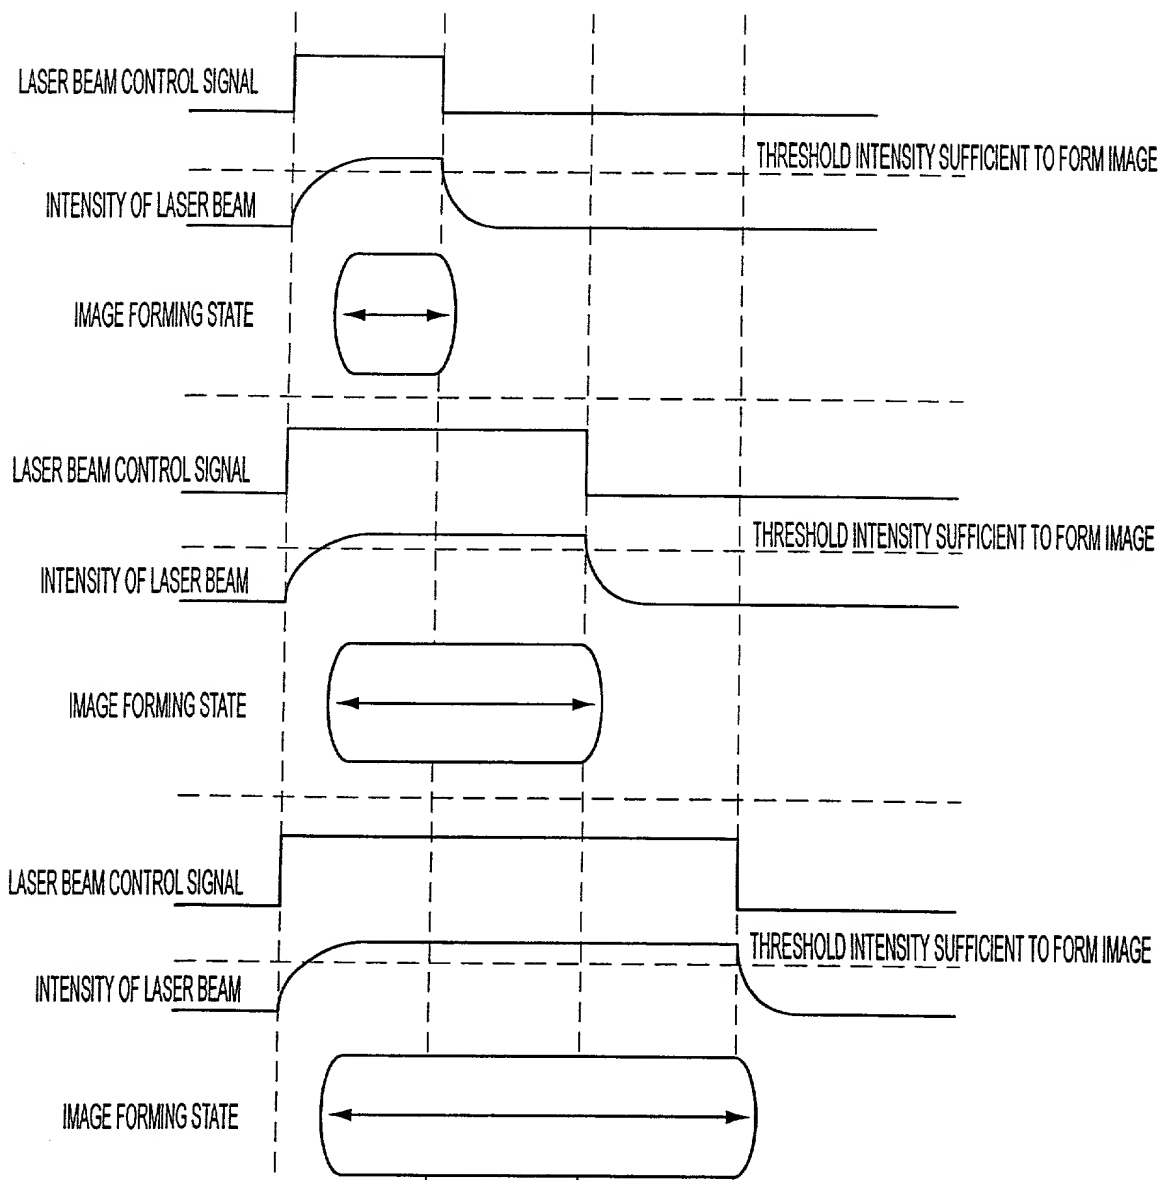 LASER BEAM CONTROL SIGNAL
THRESHOLD INTENSITY SUFFICIENT TO FORM IMAGE
INTENSITY OF LASER BEAM
IMAGE FORMING STATE
LASER BEAM CONTROL SIGNAL
THRESHOLD INTENSITY SUFFICIENT TO FORM IMAGE
INTENSITY OF LASER BEAM
IMAGE FORMING STATE
LASER BEAM CONTROL SIGNAL
THRESHOLD INTENSITY SUFFICIENT TO FORM IMAGE
INTENSITY OF LASER BEAM
IMAGE FORMING STATE